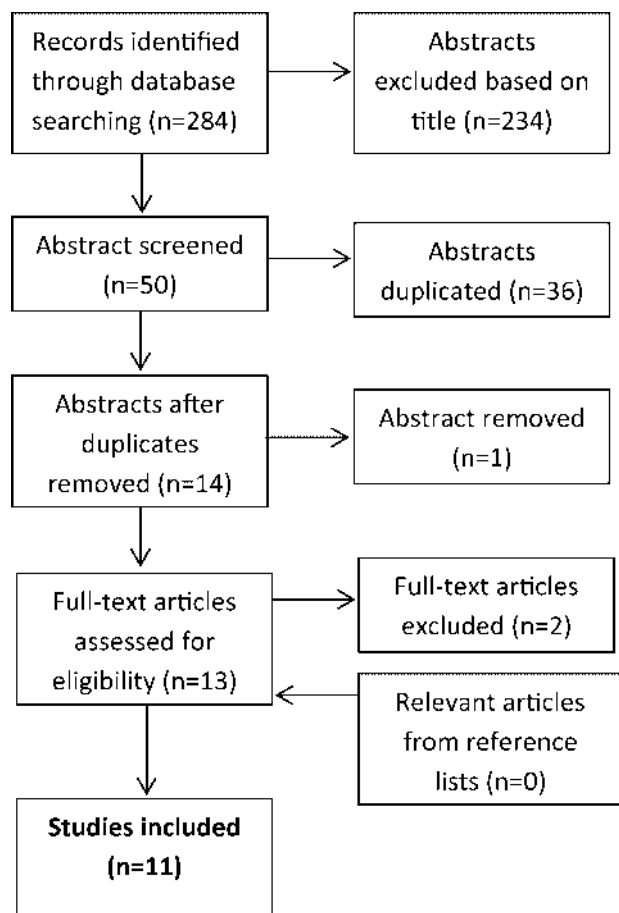 Records identified
through database
searching (n=284)
Abstracts
excluded based on
title (n=234)
Abstract screened
(n=50)
Abstracts
duplicated (n=36)
Abstracts after
duplicates
removed (n=14)
Abstract removed
(n=1)
Full-text articles
assessed for
eligibility (n=13)
Full-text articles
excluded (n=2)
Relevant articles
from reference
lists (n=0)
Studies included
(n=11)